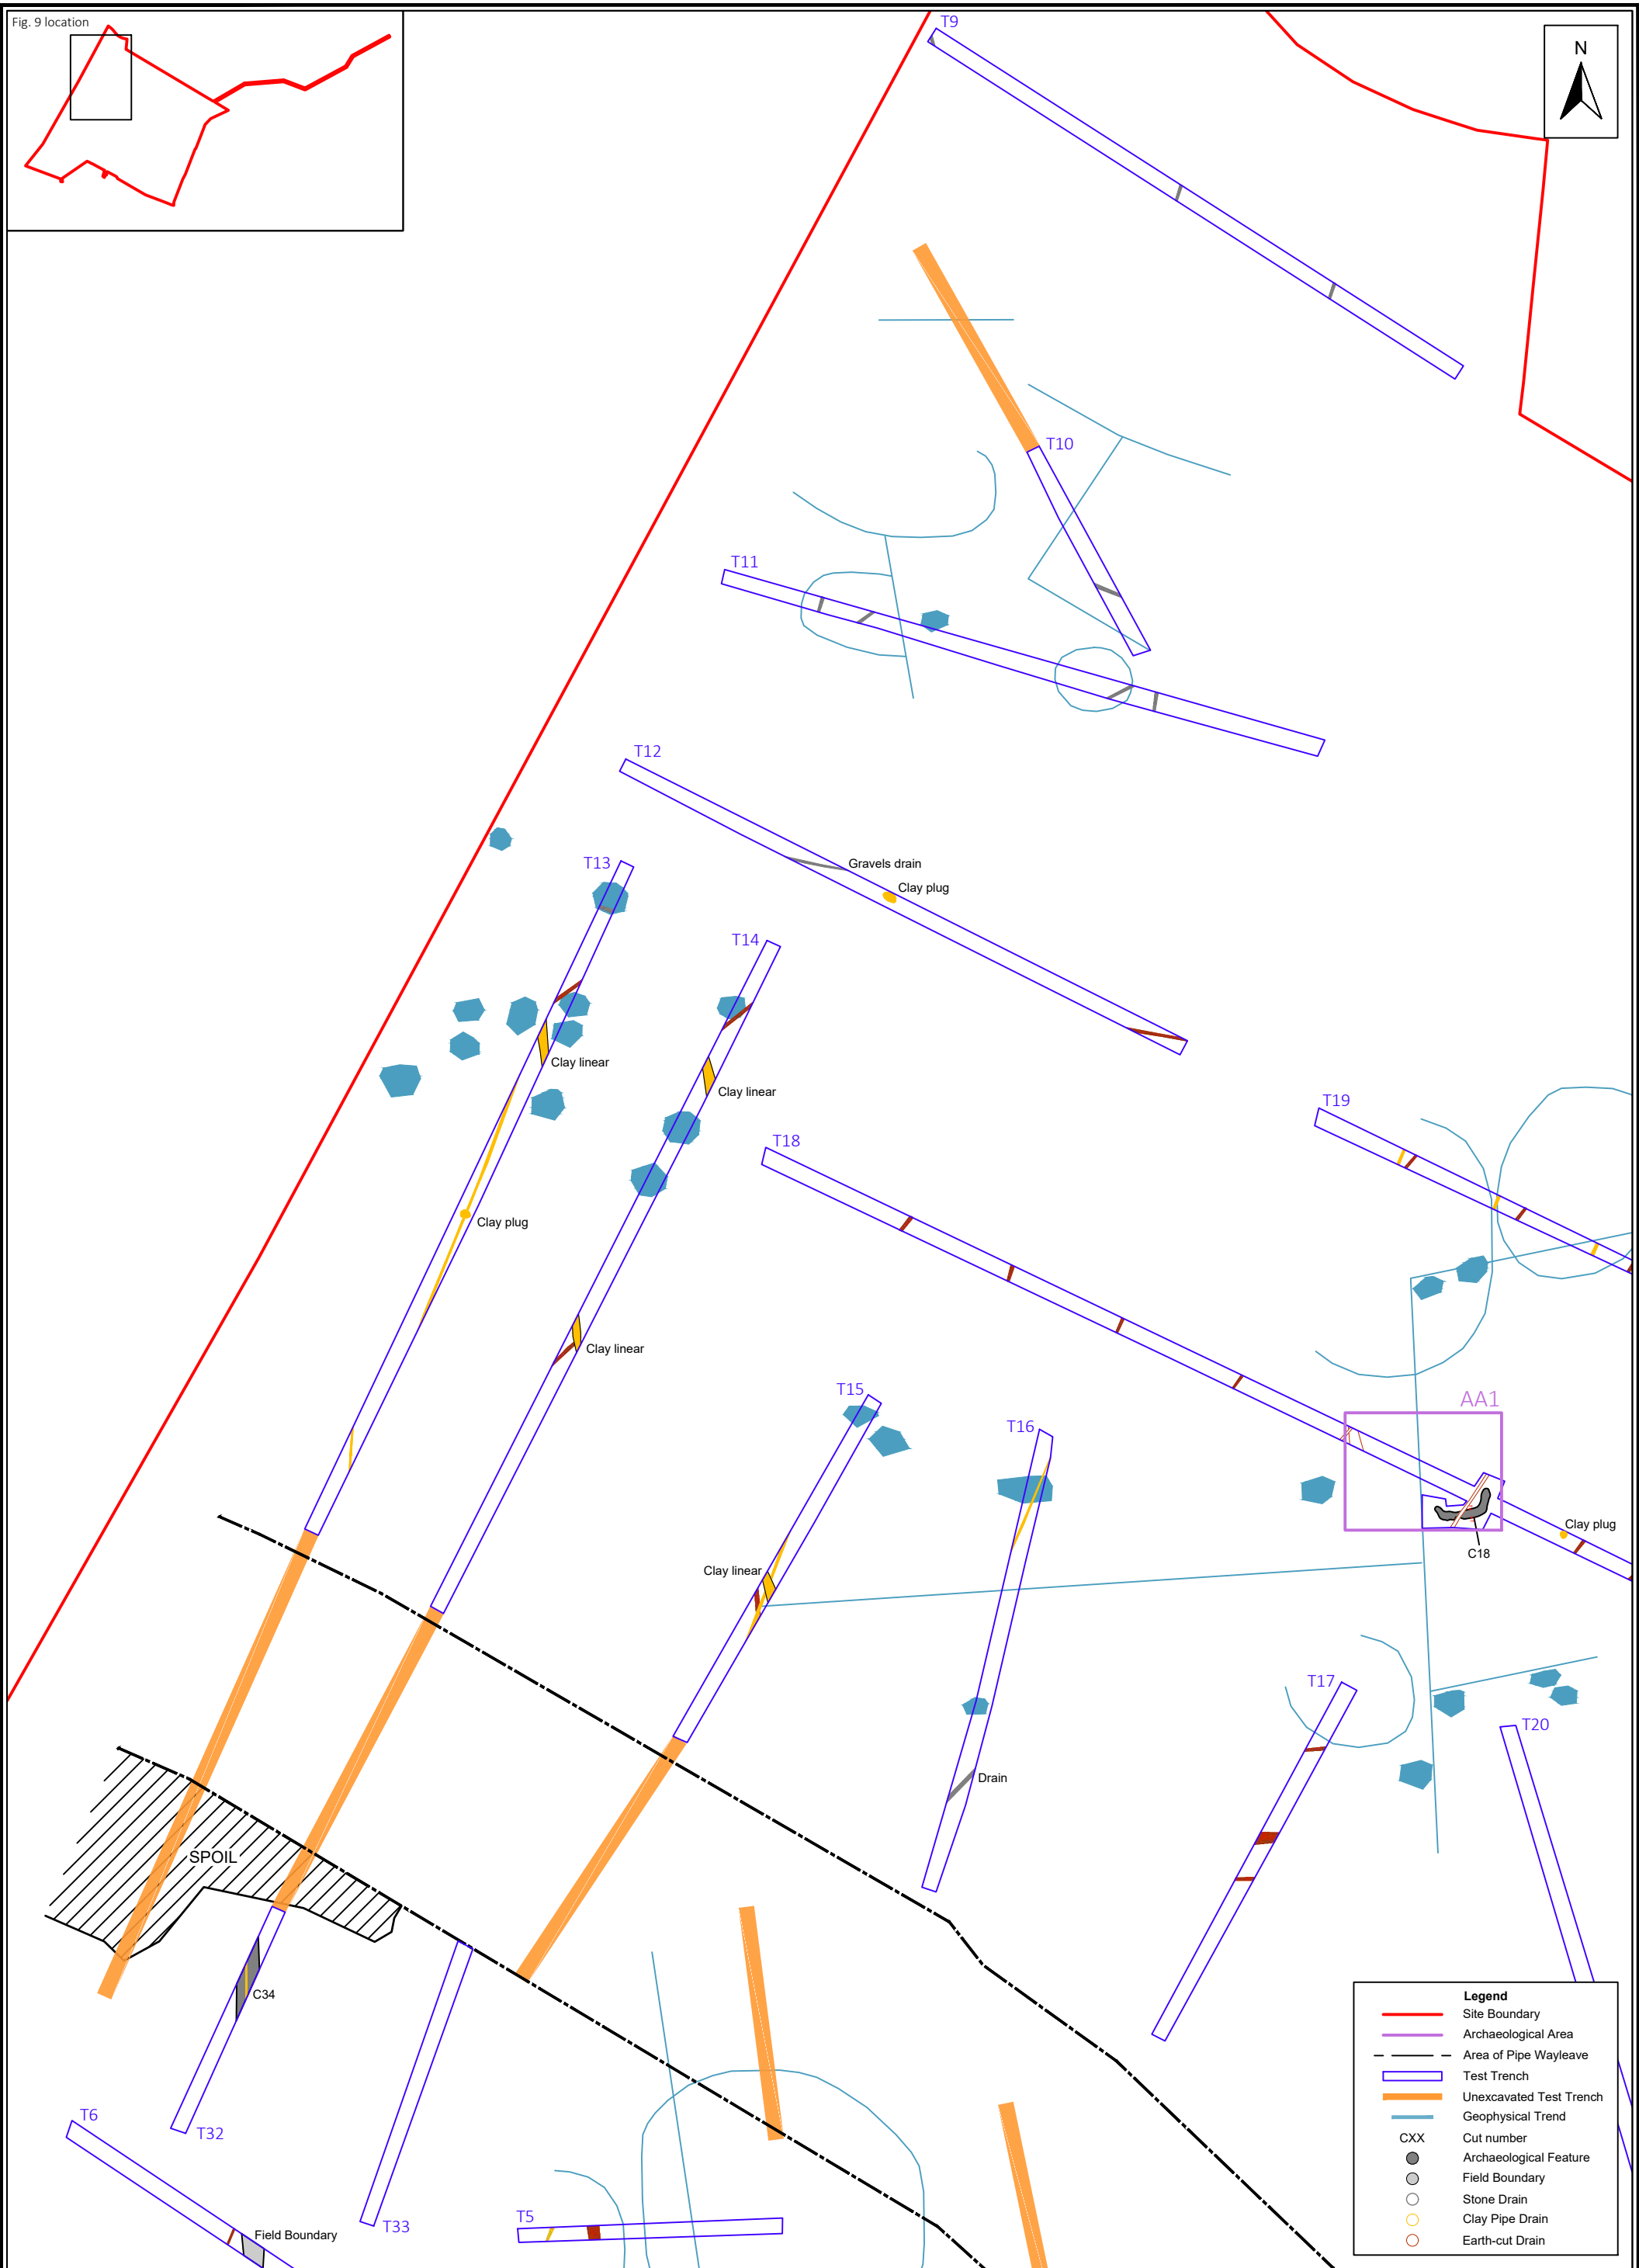 Fig. 9 location
N
T9
T10
T11
T12
Gravels drain
Clay plug
T13
T14
Clay linear
Clay linear
T19
T18
Clay plug
Clay linear
T15
AA1
T16
Clay plug
C18
Clay linear
T17
T20
Drain
SPOIL
C34
T6
T32
T33
T5
Field Boundary
Legend
Site Boundary
Archaeological Area
Area of Pipe Wayleave
Test Trench
Unexcavated Test Trench
Geophysical Trend
CXX Cut number
Archaeological Feature
Field Boundary
Stone Drain
Clay Pipe Drain
Earth-cut Drain